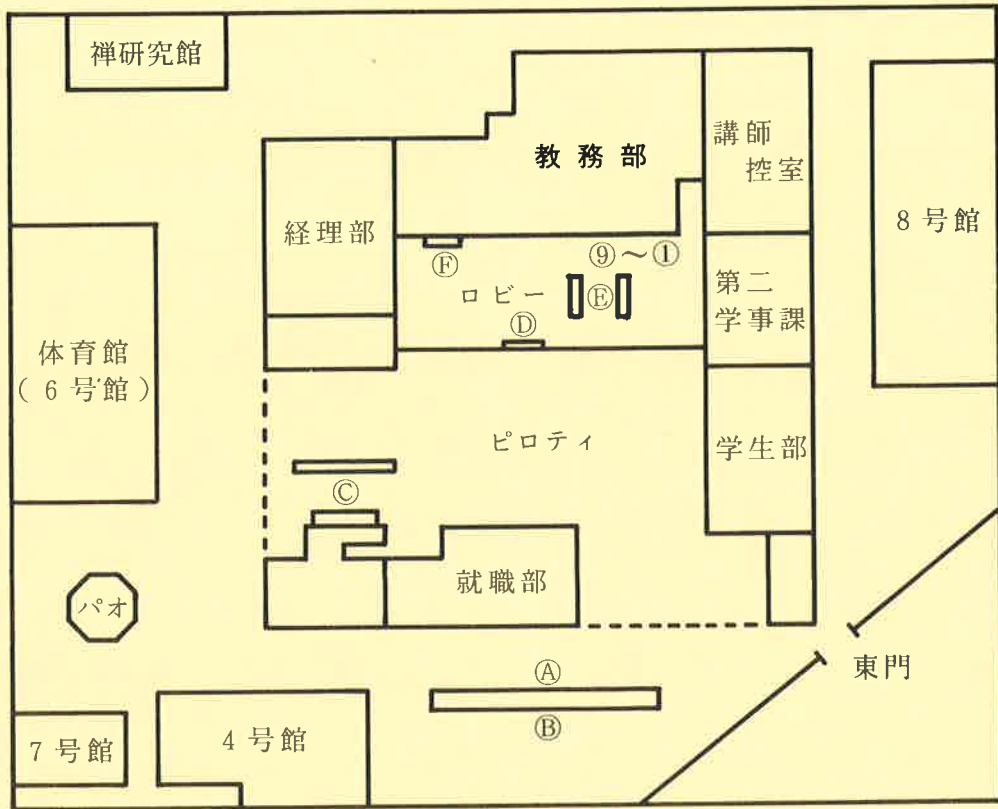 禅研究館
教務部
講師
控室
経理部
8号館
Ⓕ
⑨～①
ロビー
Ⓔ
第二
学事課
Ⓓ
体育館
(6号館)
ピロティ
学生部
Ⓒ
就職部
パオ
東門
Ⓐ
Ⓑ
7号館
4号館